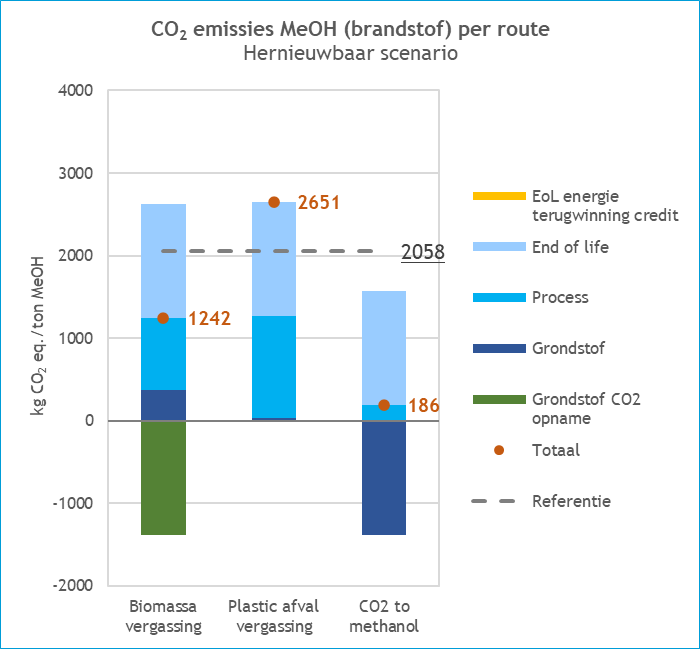 CO₂ emissies MeOH (brandstof) per route
Hernieuwbaar scenario
kg CO₂ eq./ton MeOH
4000
3000
2000
1000
0
-1000
-2000
2651
2058
1242
186
Biomassa
vergassing
Plastic afval
vergassing
CO2 to
methanol
EoL energie
terugwinning credit
End of life
Process
Grondstof
Grondstof CO2
opname
Totaal
Referentie